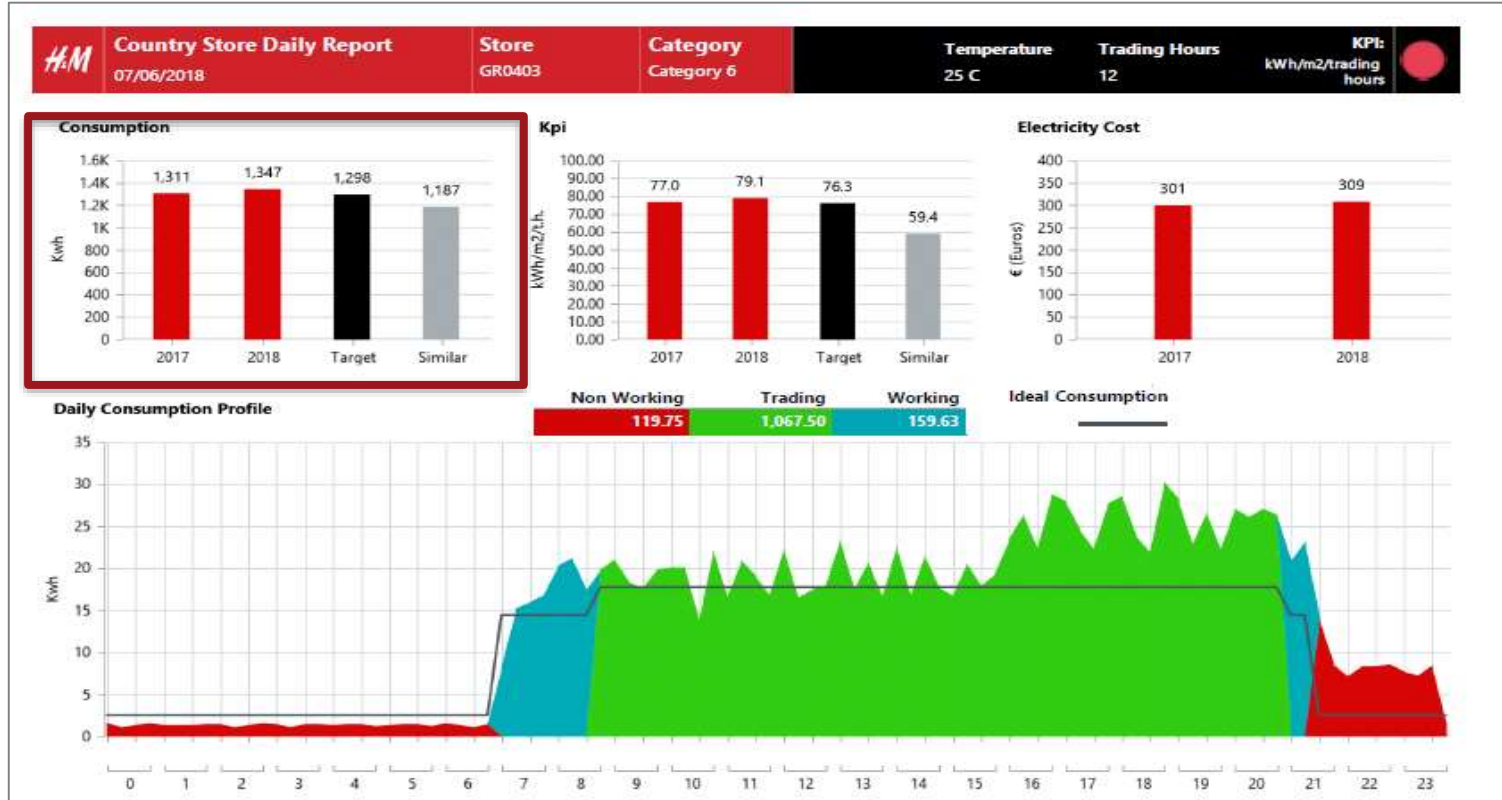 H&M
Country Store Daily Report
07/06/2018
Store
GR0403
Category
Category 6
Temperature
25 C
Trading Hours
12
KPI:
kWh/m2/trading
hours
Consumption
1.6K
1.4K
1.2K
1K
800
600
400
200
0
Kwh
1,311
1,347
1,298
1,187
2017
2018
Target
Similar
Kpi
100.00
90.00
80.00
70.00
60.00
50.00
40.00
30.00
20.00
10.00
0.00
kWh/m2/t.h.
77.0
79.1
76.3
59.4
2017
2018
Target
Similar
Electricity Cost
400
350
300
250
200
150
100
50
0
€ (Euros)
301
309
2017
2018
Daily Consumption Profile
Non Working
Trading
Working
119.75
1,067.50
159.63
Ideal Consumption
35
30
25
20
15
10
5
0
Kwh
0 1 2 3 4 5 6 7 8 9 10 11 12 13 14 15 16 17 18 19 20 21 22 23